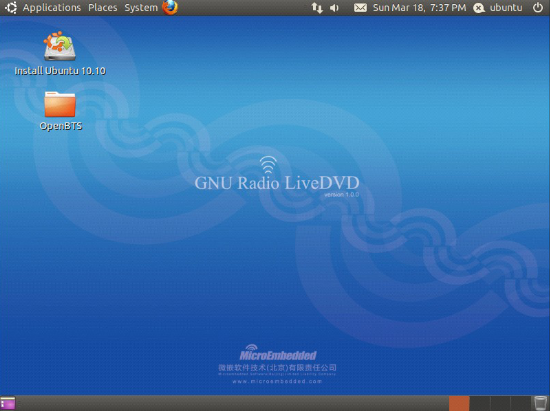 Applications Places System Sun Mar 18, 7:37 PM ubuntu
Install Ubuntu 10.10
OpenBTS
GNU Radio LiveDVD
version 1.0.0
MicroEmbedded
微嵌软件技术(北京)有限责任公司
www.microembedded.com